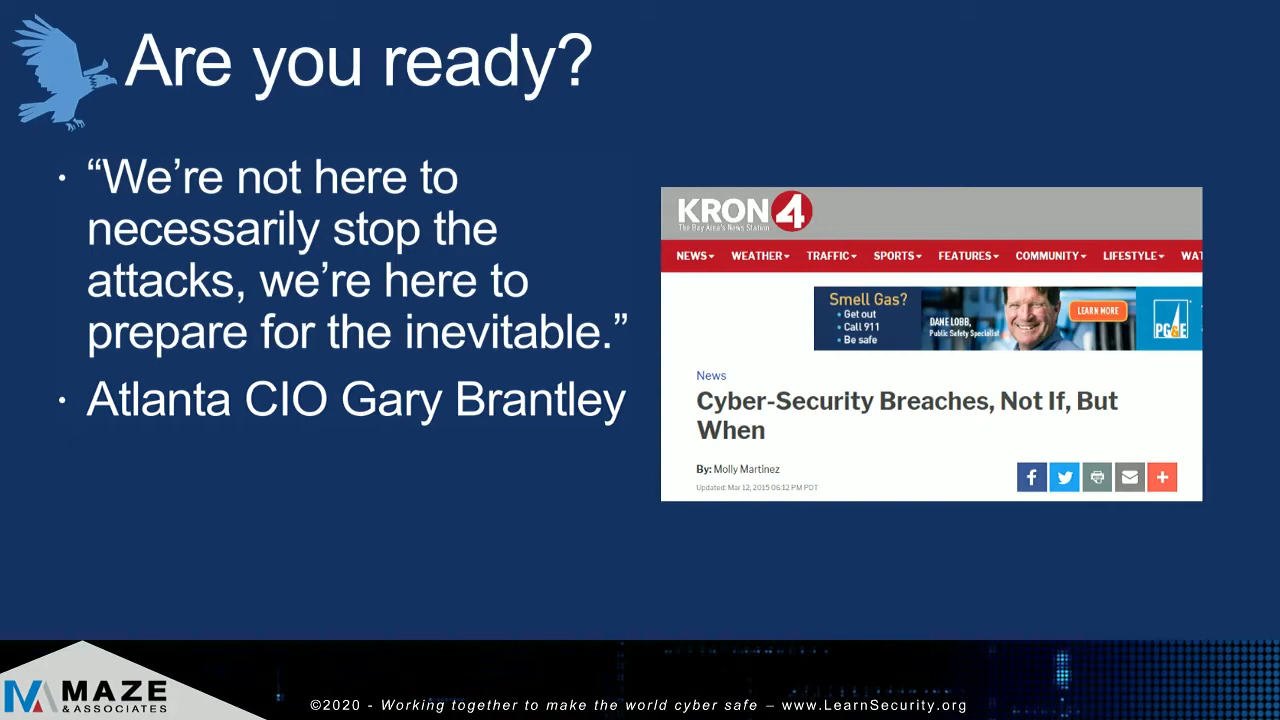 Are you ready?
· “We’re not here to
necessarily stop the
attacks, we’re here to
prepare for the inevitable.”
· Atlanta CIO Gary Brantley
KRON 4
The Bay Area's News Station
NEWS WEATHER TRAFFIC SPORTS FEATURES COMMUNITY LIFESTYLE WAT
Smell Gas?
• Get out
• Call 911
• Be safe
DANE LOBB,
Public Safety Specialist
LEARN MORE
PG&E
News
Cyber-Security Breaches, Not If, But
When
By: Molly Martinez
Updated: Mar 12, 2015 06:12 PM PDT
MAZE
& ASSOCIATES
©2020 - Working together to make the world cyber safe – www.LearnSecurity.org